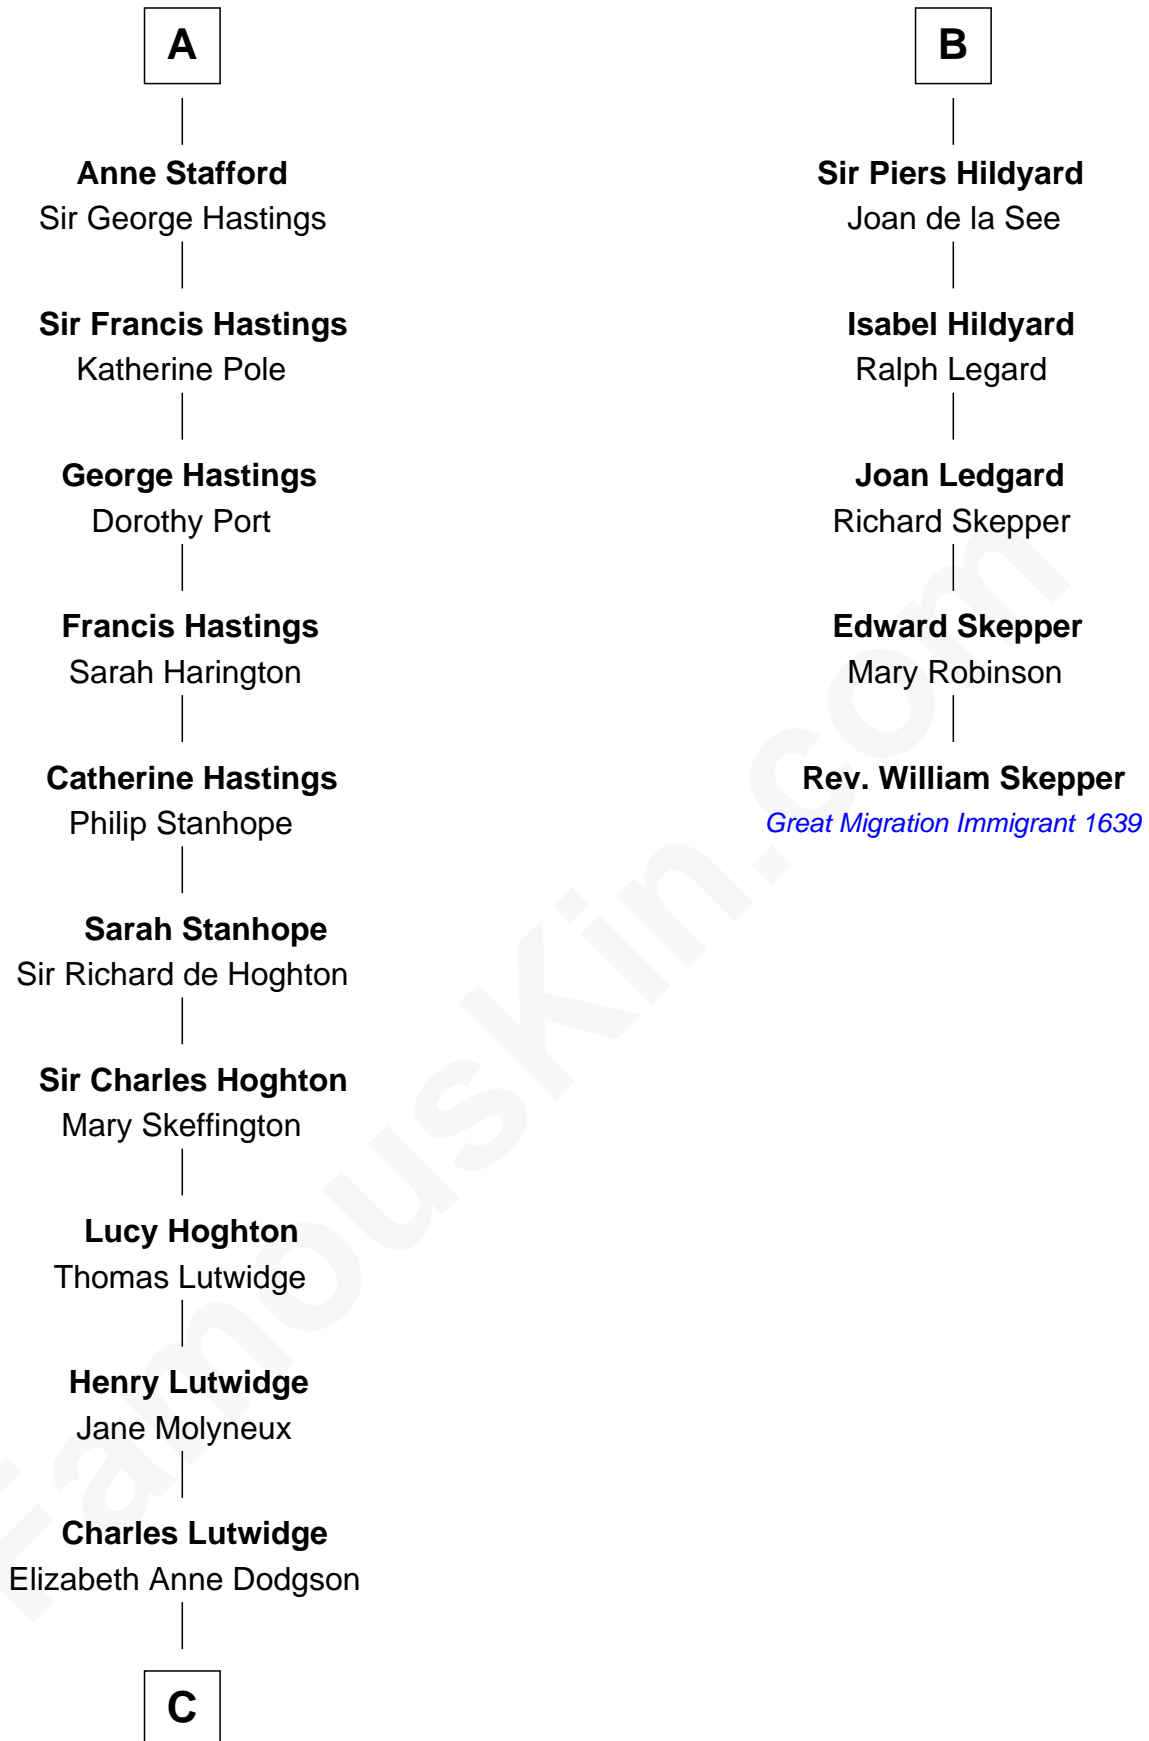 A
Anne Stafford
Sir George Hastings
Sir Francis Hastings
Katherine Pole
George Hastings
Dorothy Port
Francis Hastings
Sarah Harington
Catherine Hastings
Philip Stanhope
Sarah Stanhope
Sir Richard de Hoghton
Sir Charles Hoghton
Mary Skeffington
Lucy Hoghton
Thomas Lutwidge
Henry Lutwidge
Jane Molyneux
Charles Lutwidge
Elizabeth Anne Dodgson
C
B
Sir Piers Hildyard
Joan de la See
Isabel Hildyard
Ralph Legard
Joan Ledgard
Richard Skepper
Edward Skepper
Mary Robinson
Rev. William Skepper
Great Migration Immigrant 1639
FamousKin.com